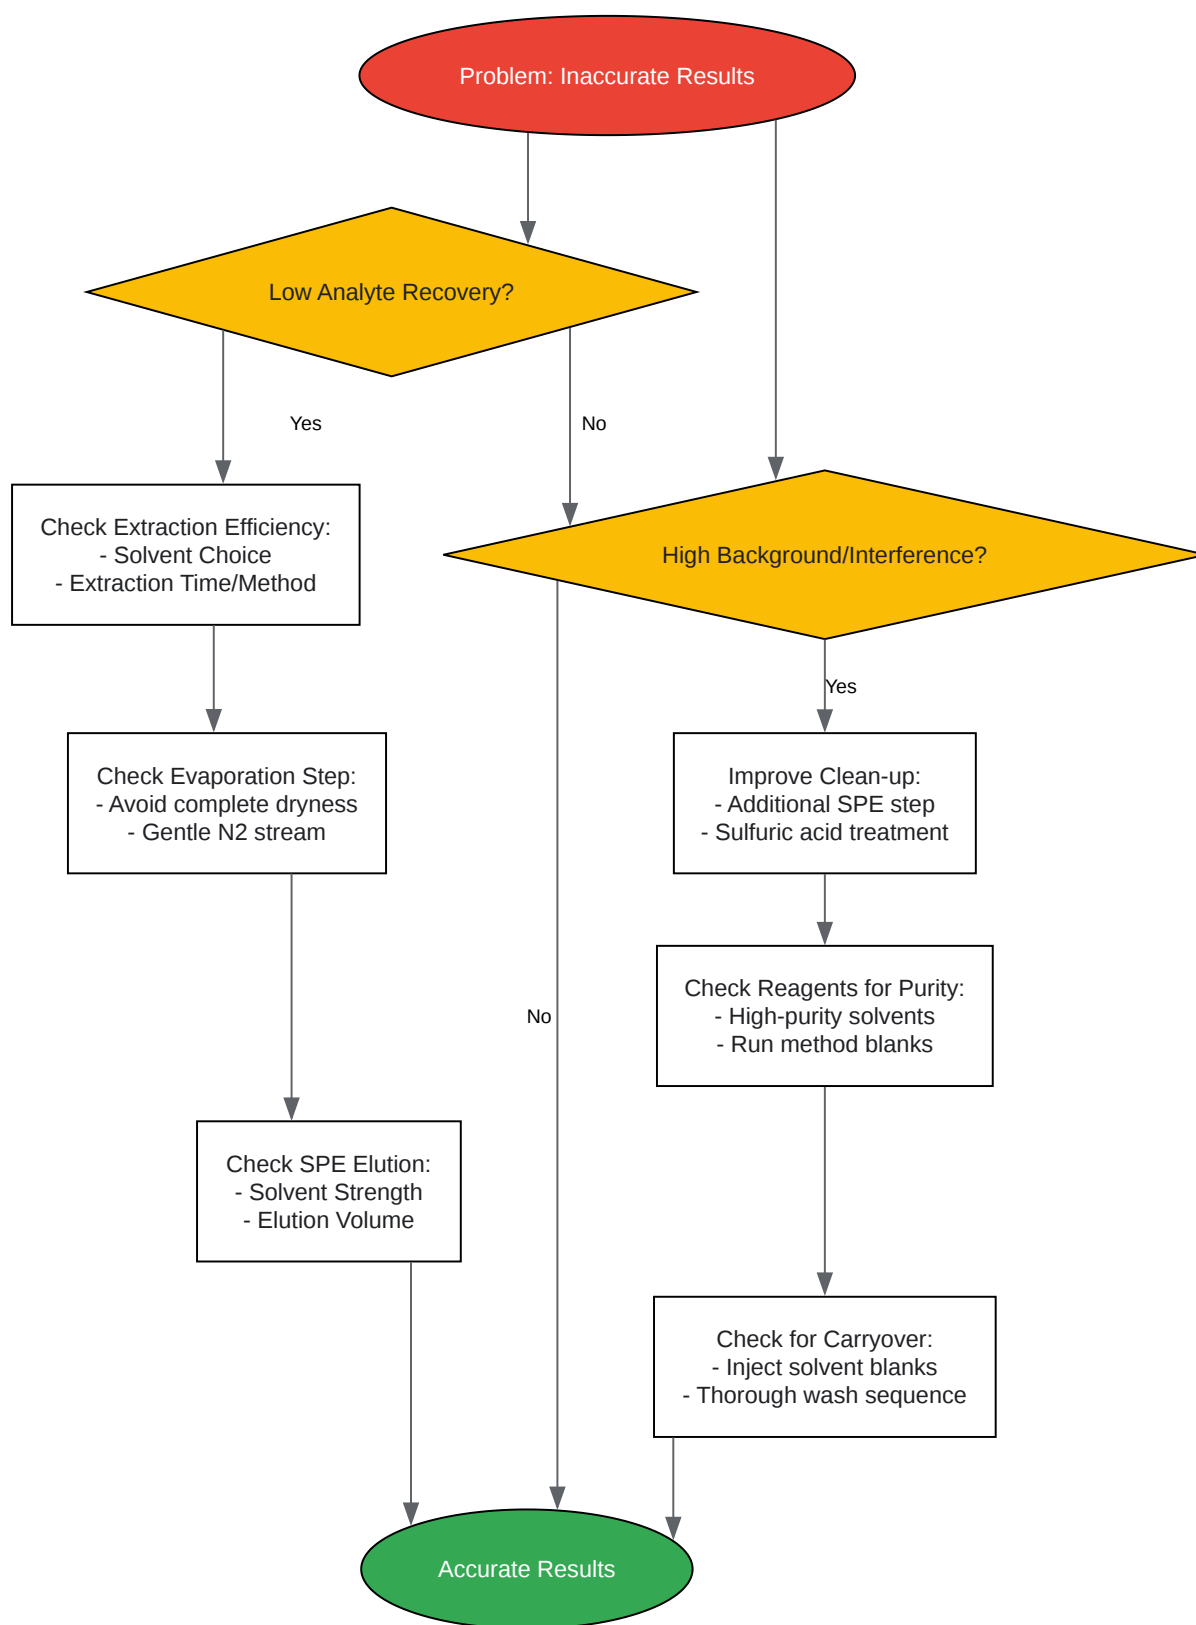 Problem: Inaccurate Results
Low Analyte Recovery?
Yes
No
Check Extraction Efficiency:
- Solvent Choice
- Extraction Time/Method
High Background/Interference?
Yes
Check Evaporation Step:
- Avoid complete dryness
- Gentle N2 stream
Improve Clean-up:
- Additional SPE step
- Sulfuric acid treatment
No
Check Reagents for Purity:
- High-purity solvents
- Run method blanks
Check SPE Elution:
- Solvent Strength
- Elution Volume
Check for Carryover:
- Inject solvent blanks
- Thorough wash sequence
Accurate Results